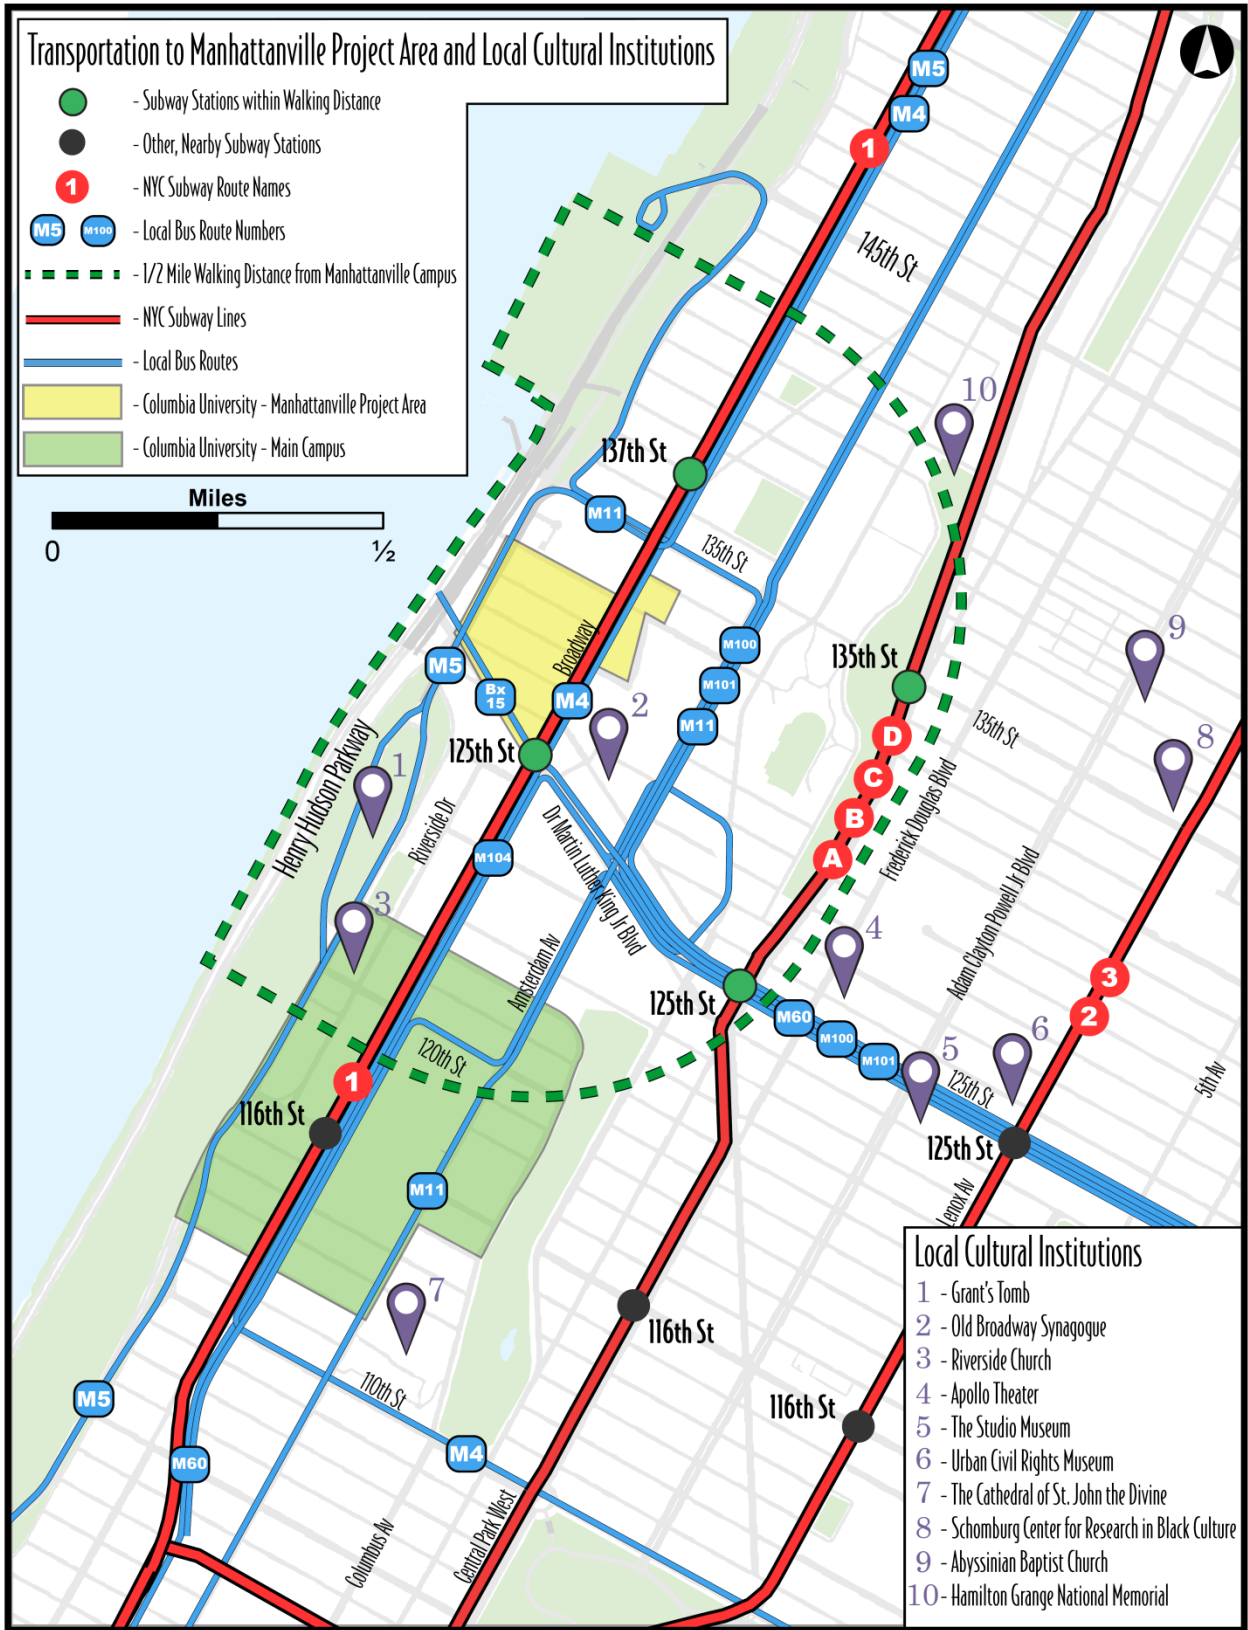 Transportation to Manhattanville Project Area and Local Cultural Institutions
- Subway Stations within Walking Distance
- Other, Nearby Subway Stations
1 - NYC Subway Route Names
M5 M100 - Local Bus Route Numbers
- 1/2 Mile Walking Distance from Manhattanville Campus
- NYC Subway Lines
- Local Bus Routes
- Columbia University - Manhattanville Project Area
- Columbia University - Main Campus
Miles
0 ½
M5
M4
1
145th St
10
137th St
M11
135th St
Broadway
M100
M5
M101
Bx
15
M4
2
M11
125th St
135th St
9
8
135th St
D
C
B
A
Frederick Douglas Blvd
Henry Hudson Parkway
1
Riverside Dr
M104
Dr Martin Luther King Jr Blvd
3
4
Adam Clayton Powell Jr Blvd
Amsterdam Av
125th St
3
2
M60
M100
M101
5
6
125th St
5th Av
120th St
1
116th St
125th St
M11
Lenox Av
7
116th St
116th St
110th St
M5
M4
M60
Columbus Av
Central Park West
Local Cultural Institutions
1 - Grant's Tomb
2 - Old Broadway Synagogue
3 - Riverside Church
4 - Apollo Theater
5 - The Studio Museum
6 - Urban Civil Rights Museum
7 - The Cathedral of St. John the Divine
8 - Schomburg Center for Research in Black Culture
9 - Abyssinian Baptist Church
10 - Hamilton Grange National Memorial